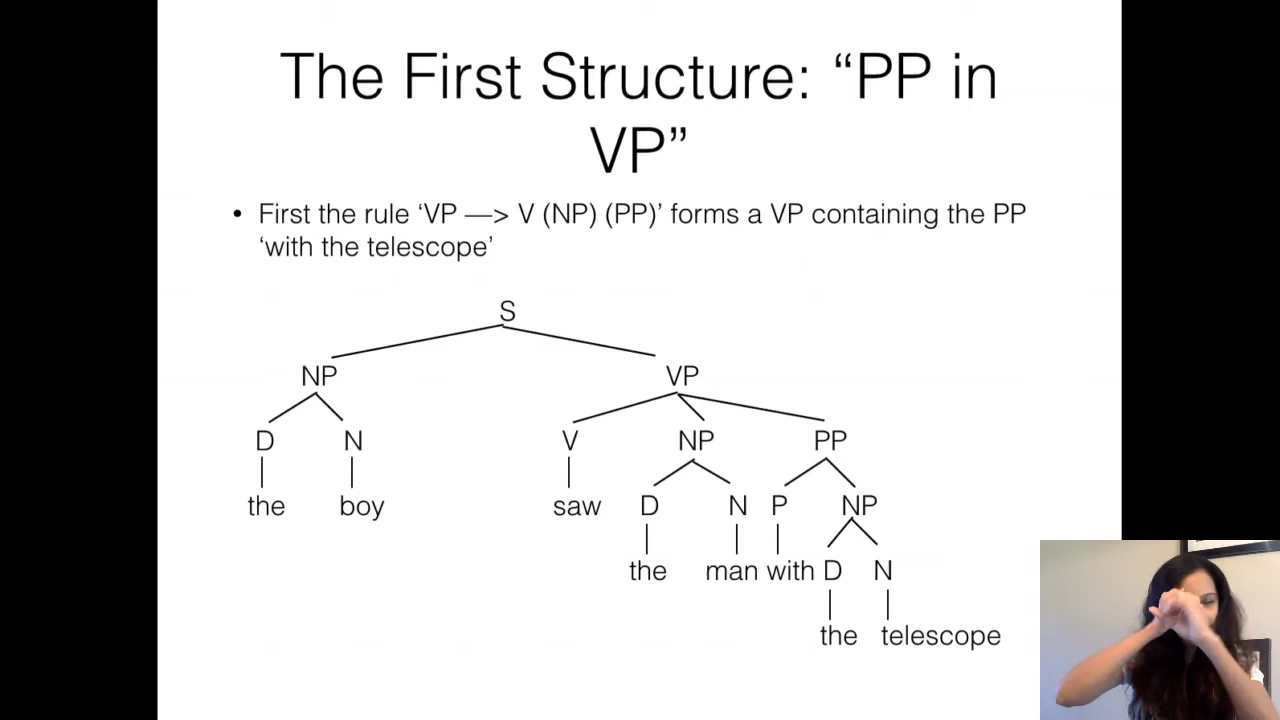 The First Structure: “PP in
VP”
• First the rule ‘VP —> V (NP) (PP)’ forms a VP containing the PP
‘with the telescope’
S
NP VP
D N V NP PP
the boy saw D N P NP
the man with D N
the telescope